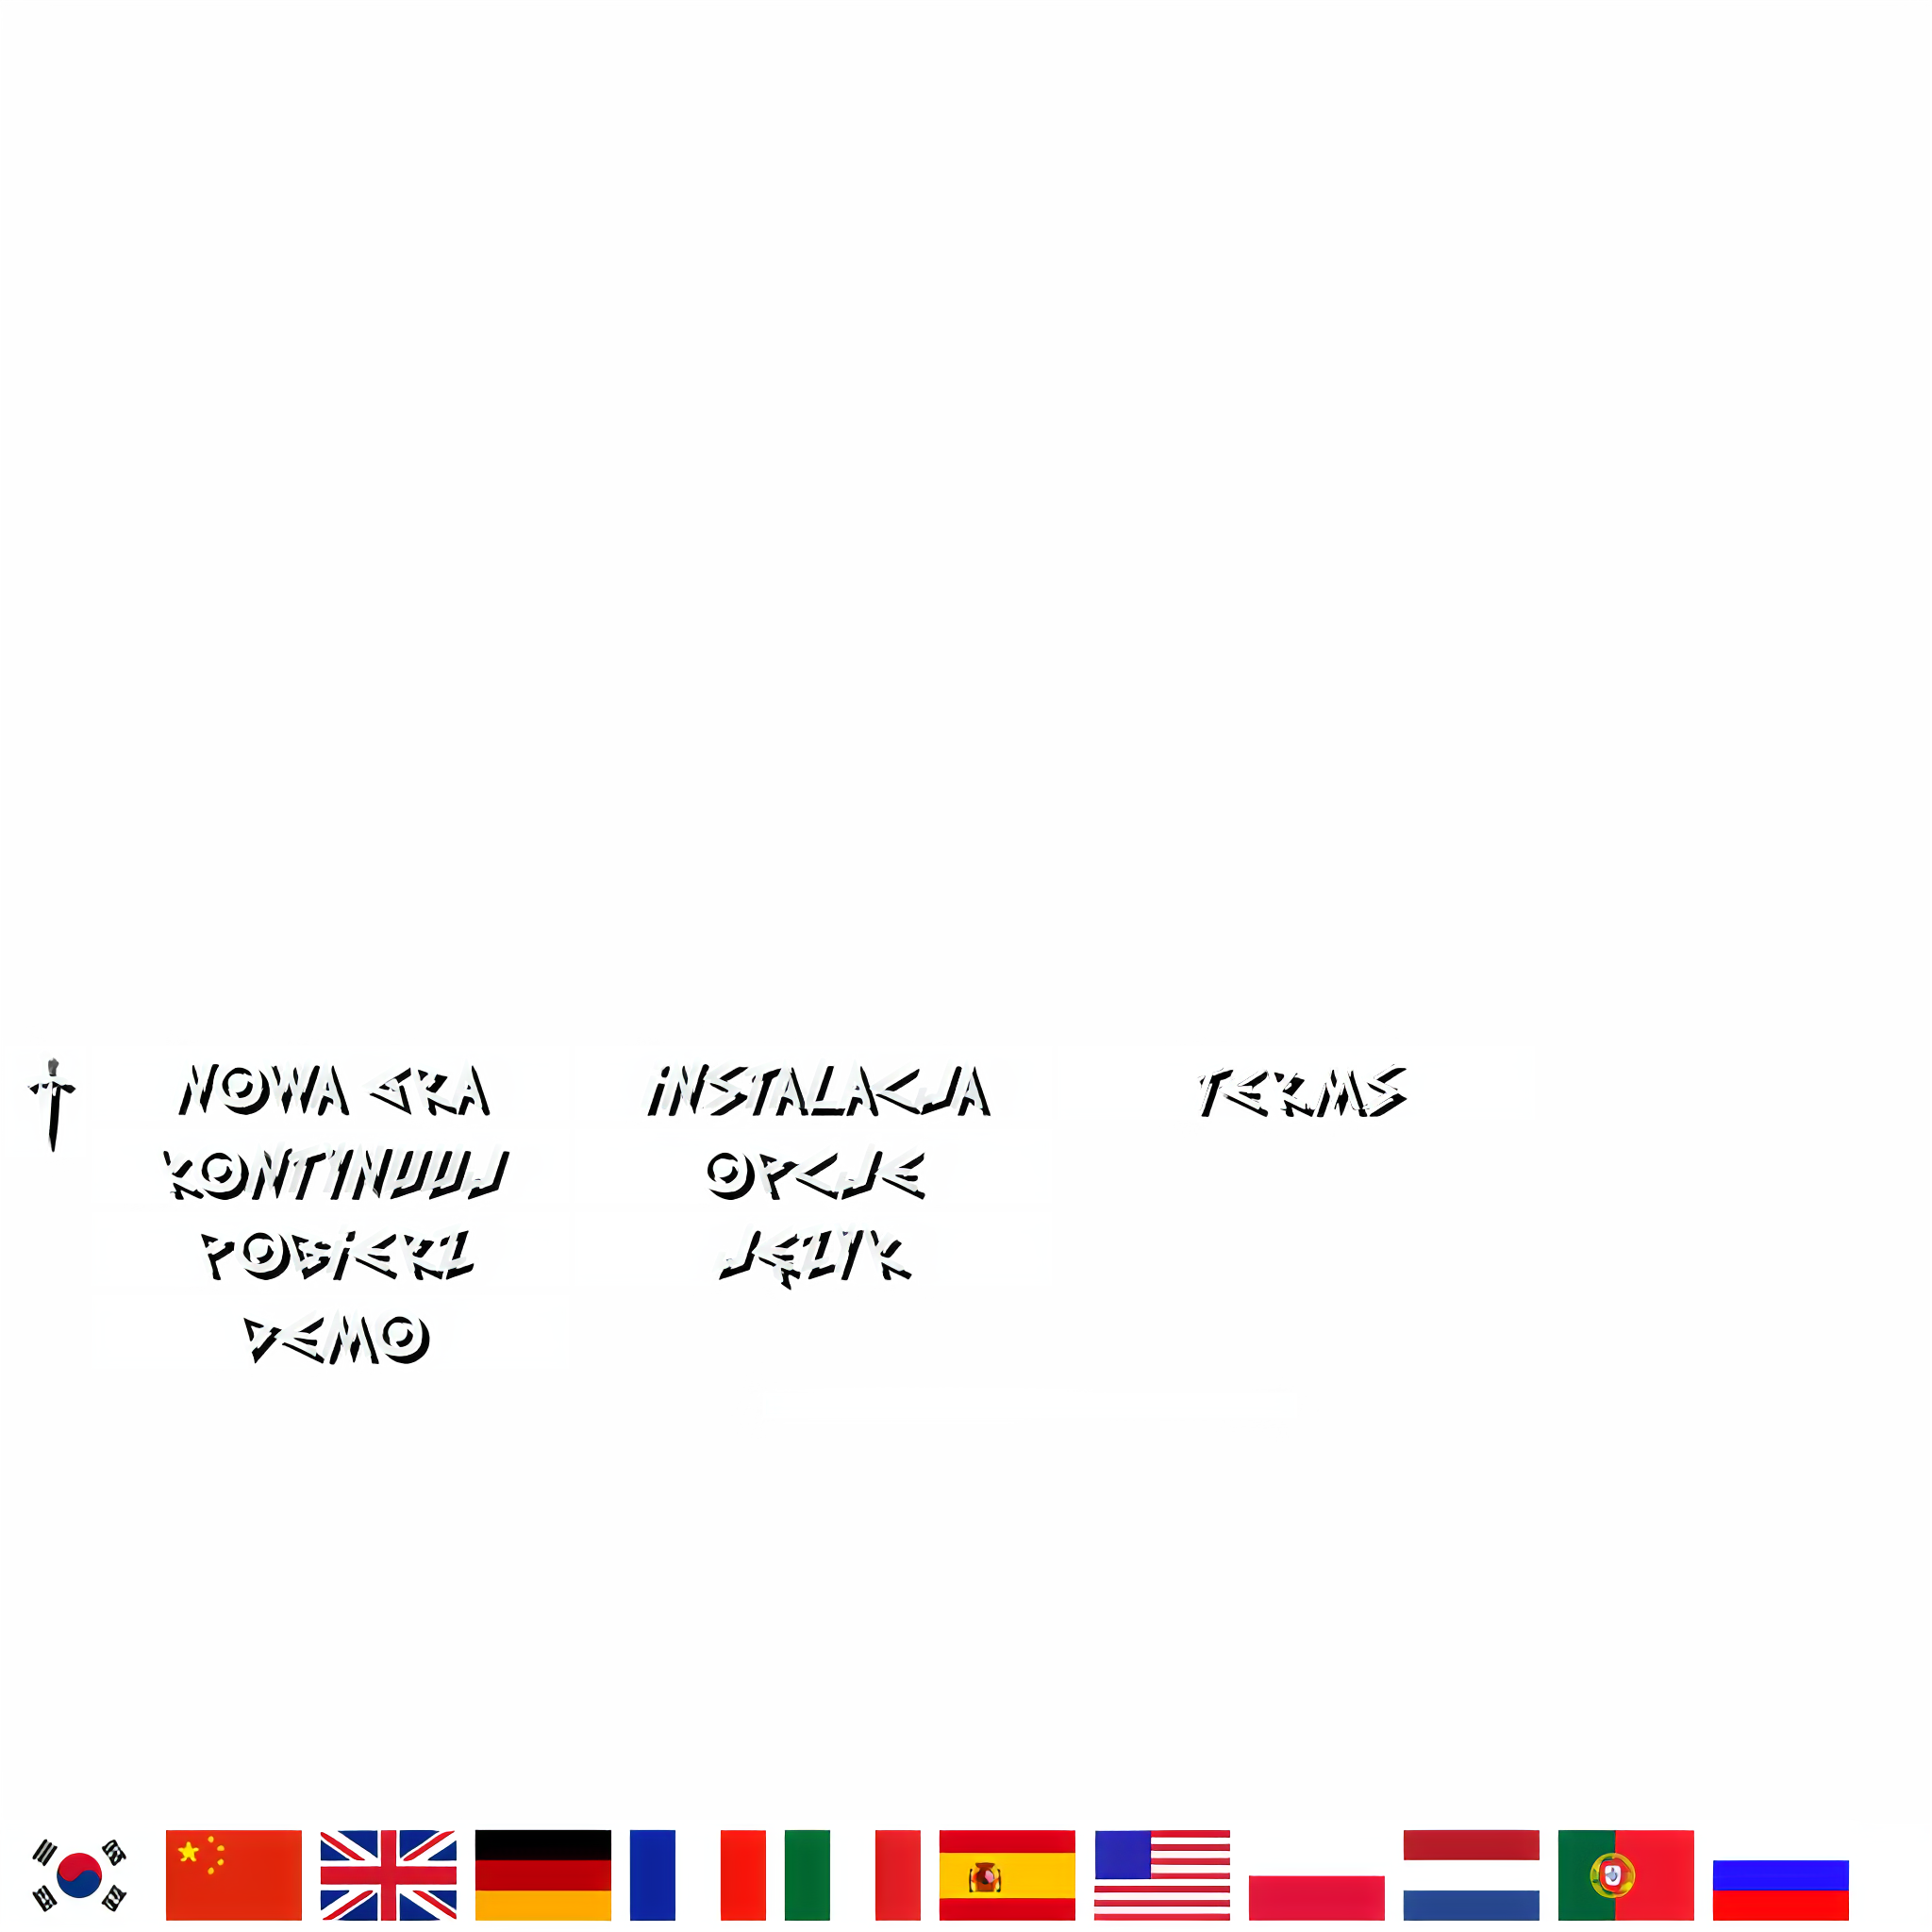 NOWA GRA
KONTYNUUJ
POBIERZ
DEMO
iNSTALACJA
OPCJE
JĘZYK
TERMS